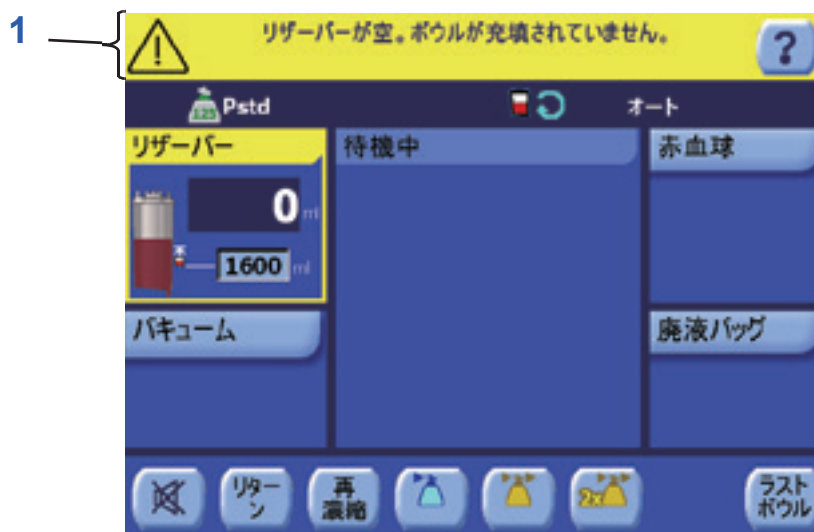 1
リザーバーが空。ボウルが充填されていません。
?
125 Pstd
オート
リザーバー
0 ml
1600 ml
待機中
赤血球
バキューム
廃液バッグ
リター
ン
再
濃縮
2x
ラスト
ボウル